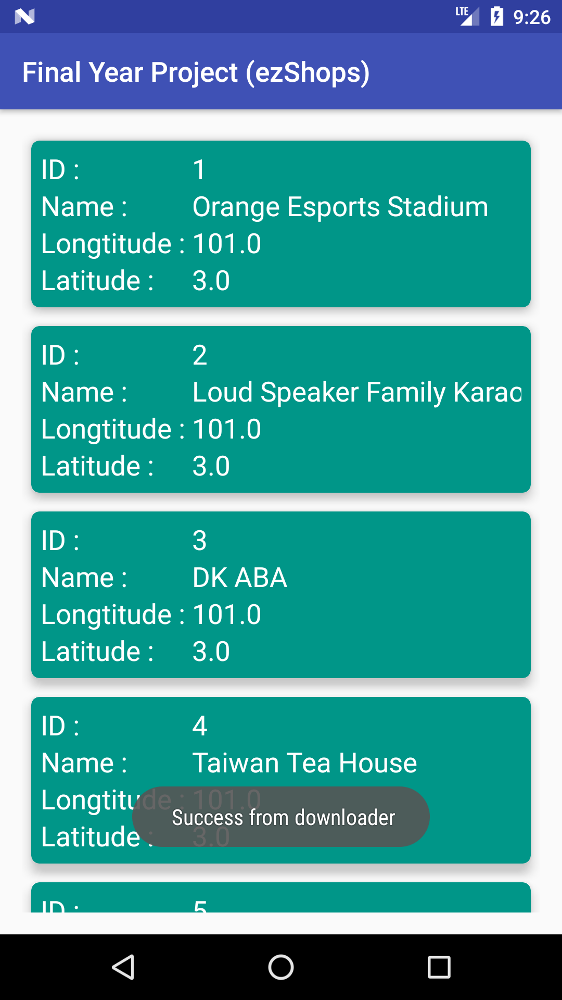 LTE 9:26
Final Year Project (ezShops)
ID : 1
Name : Orange Esports Stadium
Longtitude : 101.0
Latitude : 3.0
ID : 2
Name : Loud Speaker Family Karao
Longtitude : 101.0
Latitude : 3.0
ID : 3
Name : DK ABA
Longtitude : 101.0
Latitude : 3.0
ID : 4
Name : Taiwan Tea House
Longtitude : 101.0
Success from downloader
Latitude : 3.0
ID : 5